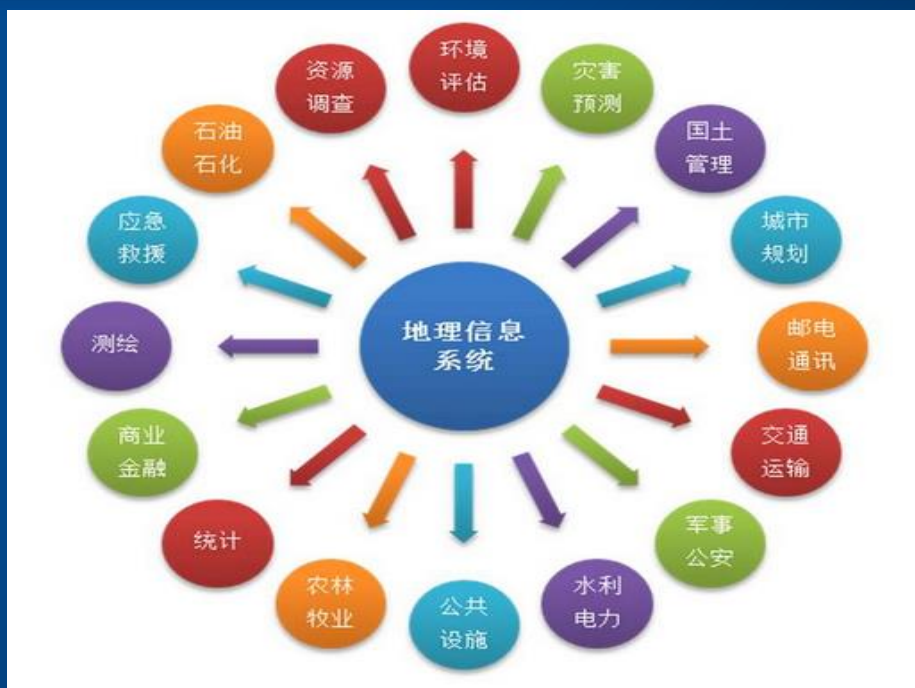 环境
评估
灾害
预测
国土
管理
城市
规划
邮电
通讯
交通
运输
军事
公安
水利
电力
公共
设施
农林
牧业
统计
商业
金融
测绘
应急
救援
石油
石化
资源
调查
地理信息
系统